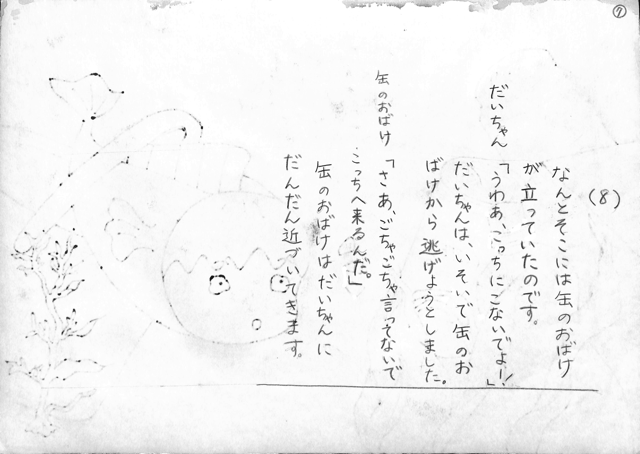 ⑦
(8)
なんとそこには缶のおばけ
が立っていたのです。
だいちゃん「うわあ、こっちにこないでよー!」
だいちゃんは、いそいで缶のお
ばけから逃げようとしました。
缶のおばけ「さあ、ごちゃごちゃ言ってないで
こっちへ来るんだ。」
缶のおばけはだいちゃんに
だんだん近づいてきます。